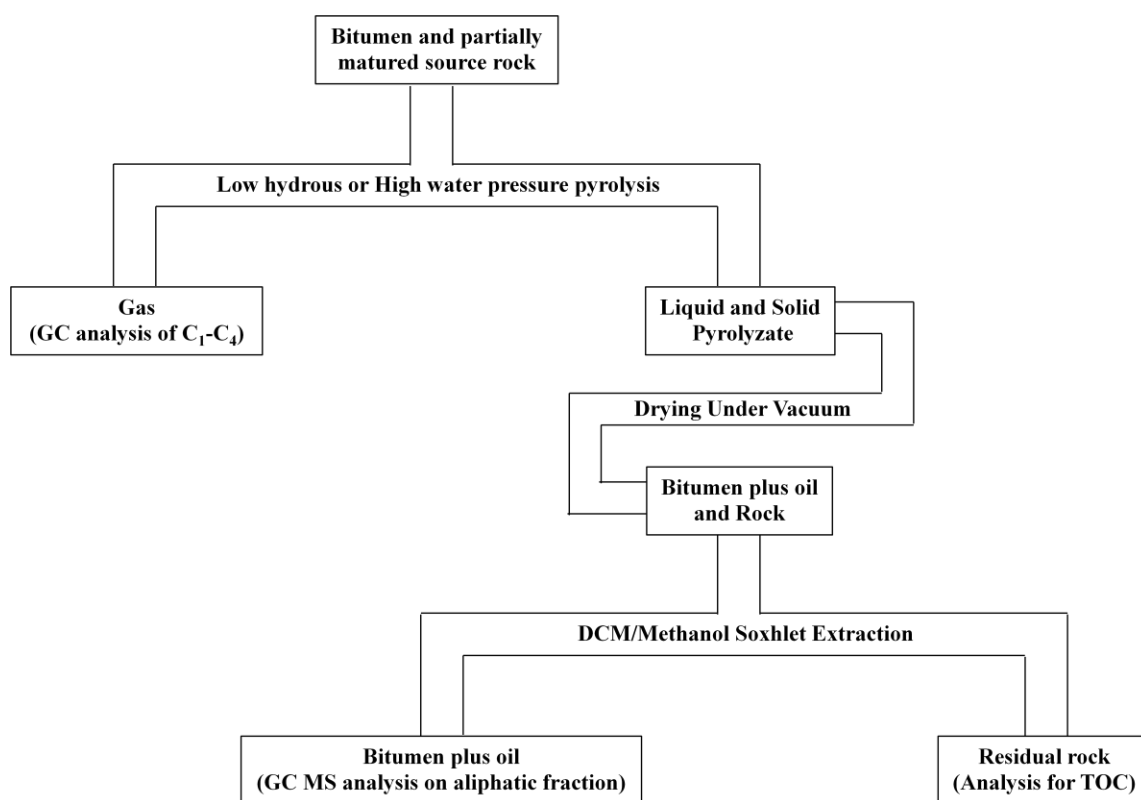 Bitumen and partially
matured source rock
Low hydrous or High water pressure pyrolysis
Gas
(GC analysis of C₁-C₄)
Liquid and Solid
Pyrolyzate
Drying Under Vacuum
Bitumen plus oil
and Rock
DCM/Methanol Soxhlet Extraction
Bitumen plus oil
(GC MS analysis on aliphatic fraction)
Residual rock
(Analysis for TOC)